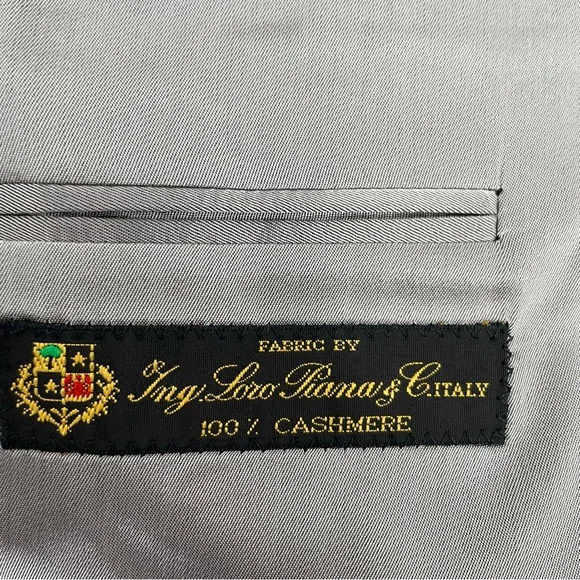 FABRIC BY
Ing. Loro Piana & C. ITALY
100 % CASHMERE